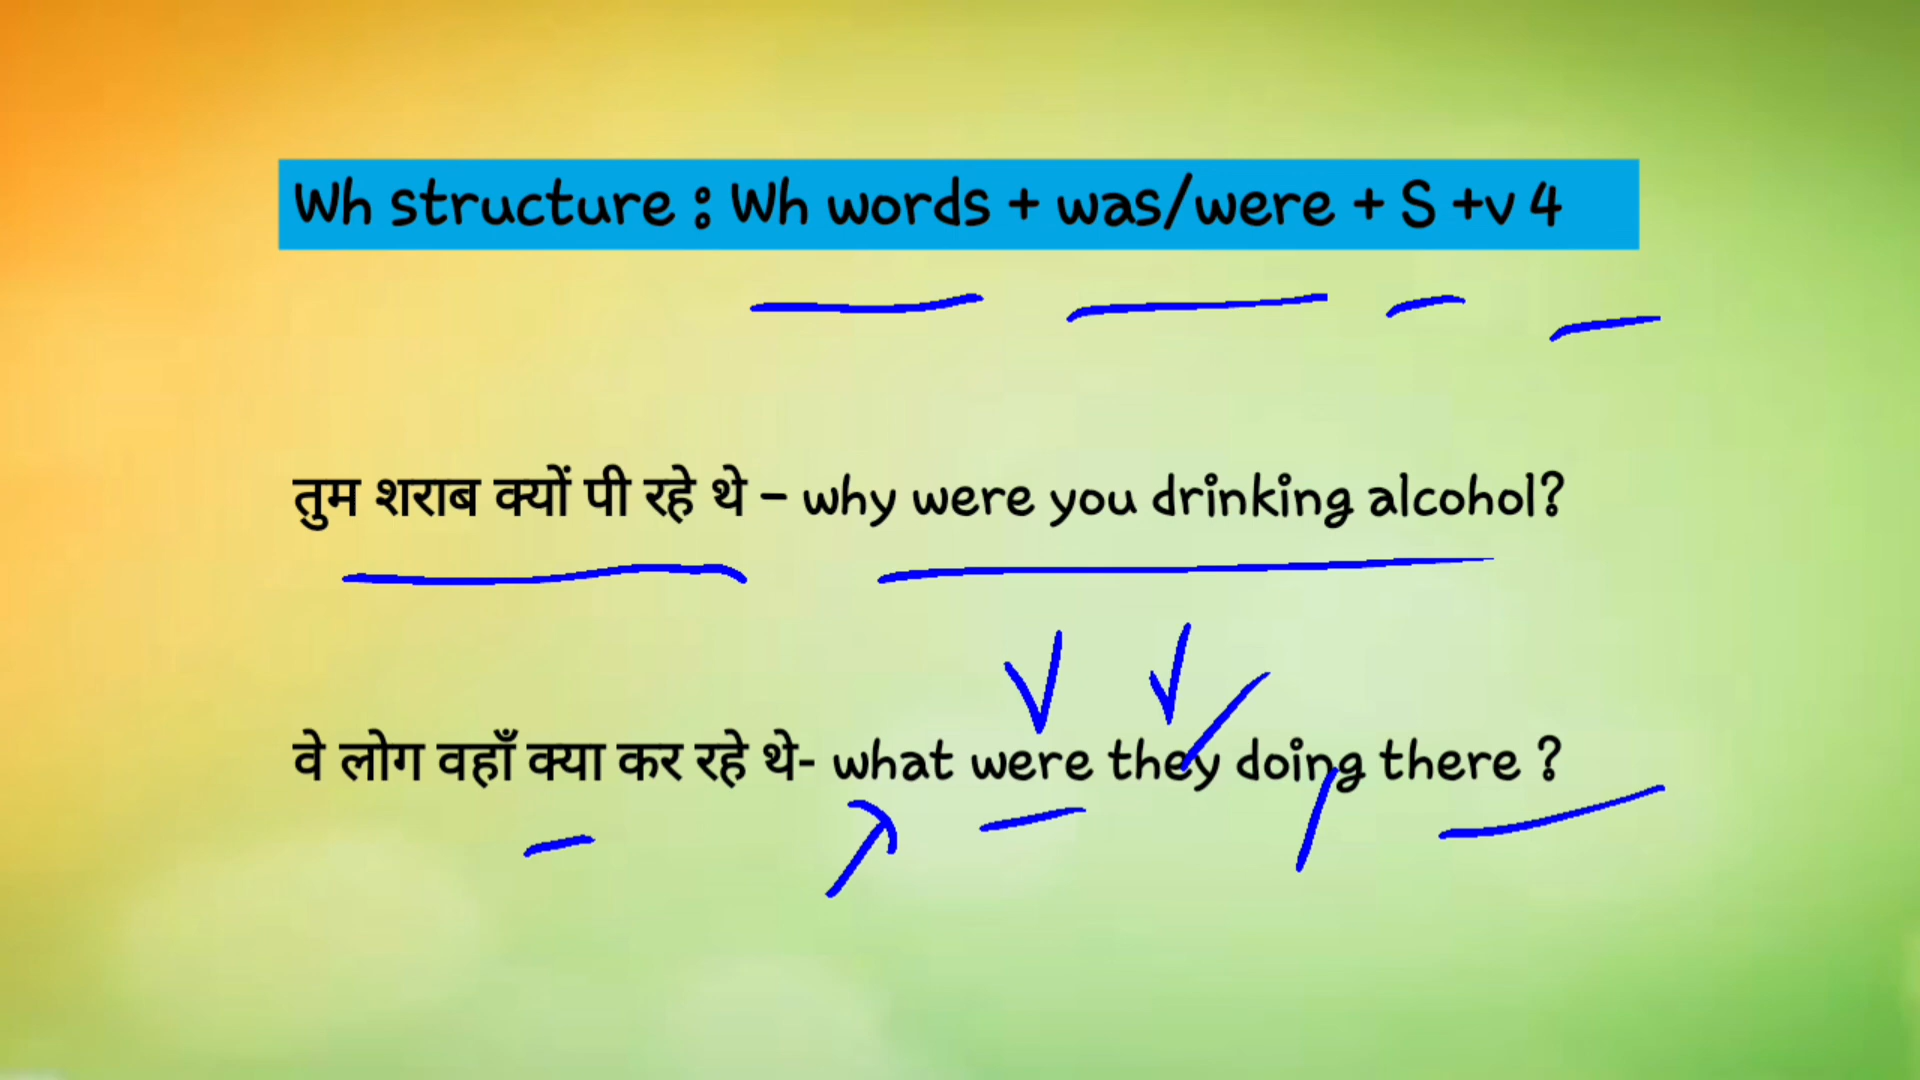 Wh structure : Wh words + was/were + S +v 4
तुम शराब क्यों पी रहे थे – why were you drinking alcohol?
वे लोग वहाँ क्या कर रहे थे- what were they doing there ?